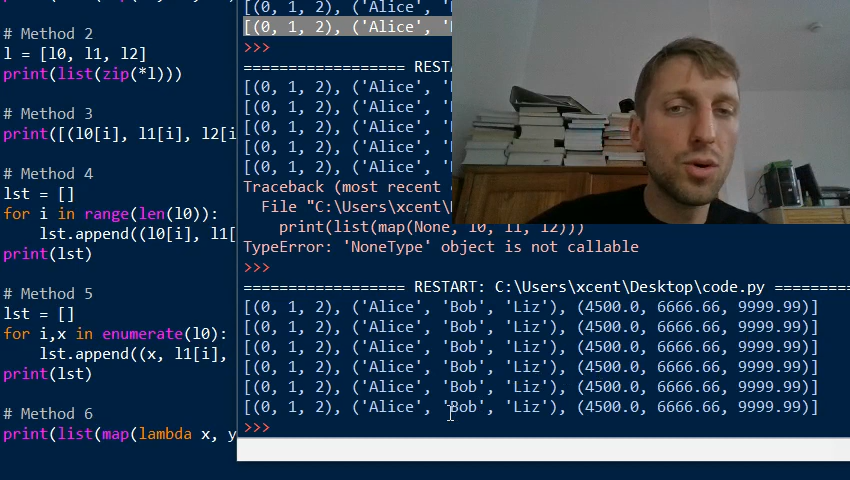 # Method 2
l = [l0, l1, l2]
print(list(zip(*l)))
# Method 3
print([(l0[i], l1[i], l2[i
# Method 4
lst = []
for i in range(len(l0)):
lst.append((l0[i], l1[
print(lst)
# Method 5
lst = []
for i,x in enumerate(l0):
lst.append((x, l1[i],
print(lst)
# Method 6
print(list(map(lambda x, y
[(0, 1, 2), ('Alice', '
[(0, 1, 2), ('Alice', '
>>>
================== REST
[(0, 1, 2), ('Alice', '
[(0, 1, 2), ('Alice', '
[(0, 1, 2), ('Alice', '
[(0, 1, 2), ('Alice', '
[(0, 1, 2), ('Alice', '
Traceback (most recent
File "C:\Users\xcent\
print(list(map(None, l0, l1, l2)))
TypeError: 'NoneType' object is not callable
>>>
================== RESTART: C:\Users\xcent\Desktop\code.py =========
[(0, 1, 2), ('Alice', 'Bob', 'Liz'), (4500.0, 6666.66, 9999.99)]
[(0, 1, 2), ('Alice', 'Bob', 'Liz'), (4500.0, 6666.66, 9999.99)]
[(0, 1, 2), ('Alice', 'Bob', 'Liz'), (4500.0, 6666.66, 9999.99)]
[(0, 1, 2), ('Alice', 'Bob', 'Liz'), (4500.0, 6666.66, 9999.99)]
[(0, 1, 2), ('Alice', 'Bob', 'Liz'), (4500.0, 6666.66, 9999.99)]
[(0, 1, 2), ('Alice', 'Bob', 'Liz'), (4500.0, 6666.66, 9999.99)]
>>>